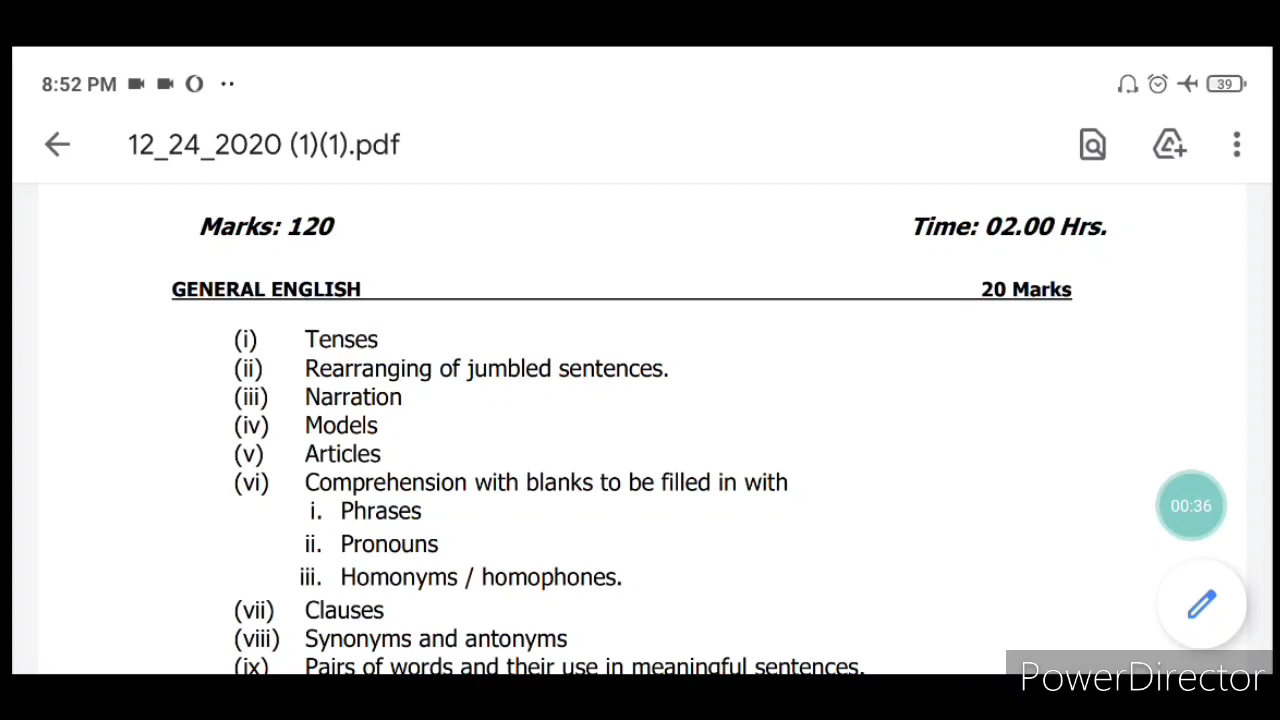 8:52 PM
39
12_24_2020 (1)(1).pdf
Marks: 120 Time: 02.00 Hrs.
GENERAL ENGLISH 20 Marks
(i) Tenses
(ii) Rearranging of jumbled sentences.
(iii) Narration
(iv) Models
(v) Articles
(vi) Comprehension with blanks to be filled in with
i. Phrases
ii. Pronouns
00:36
iii. Homonyms / homophones.
(vii) Clauses
(viii) Synonyms and antonyms
(ix) Pairs of words and their use in meaningful sentences.
PowerDirector